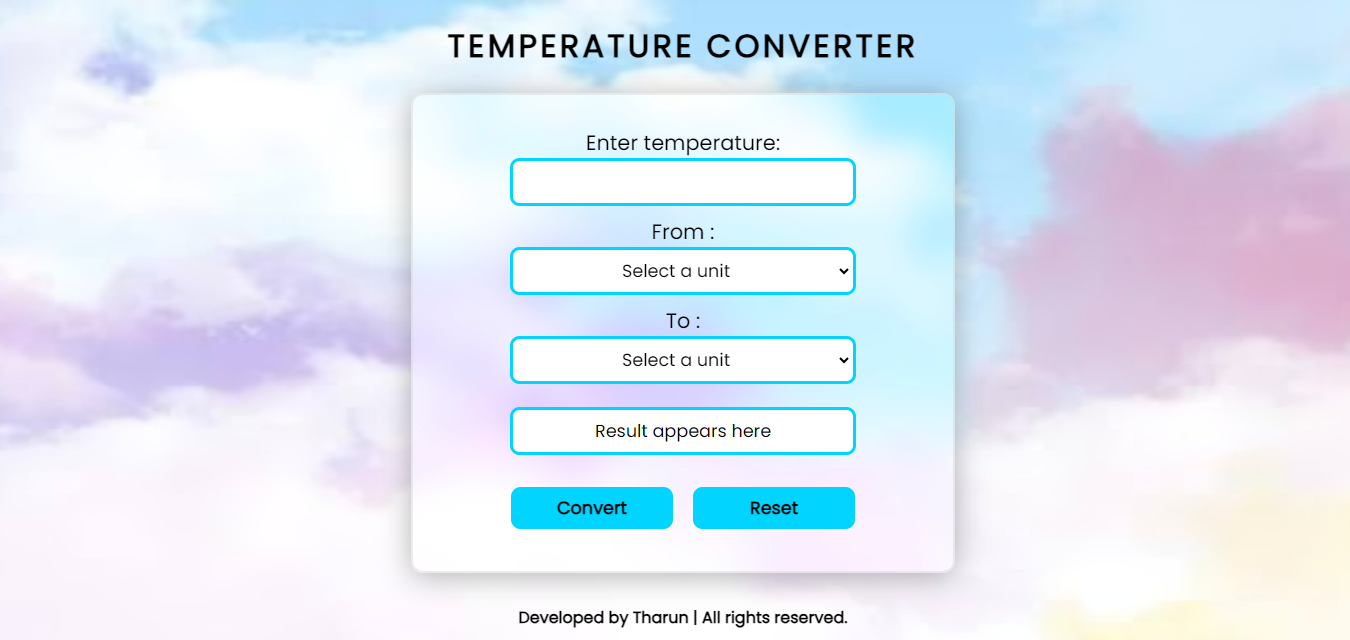 TEMPERATURE CONVERTER
Enter temperature:
From :
Select a unit
To :
Select a unit
Result appears here
Convert Reset
Developed by Tharun | All rights reserved.